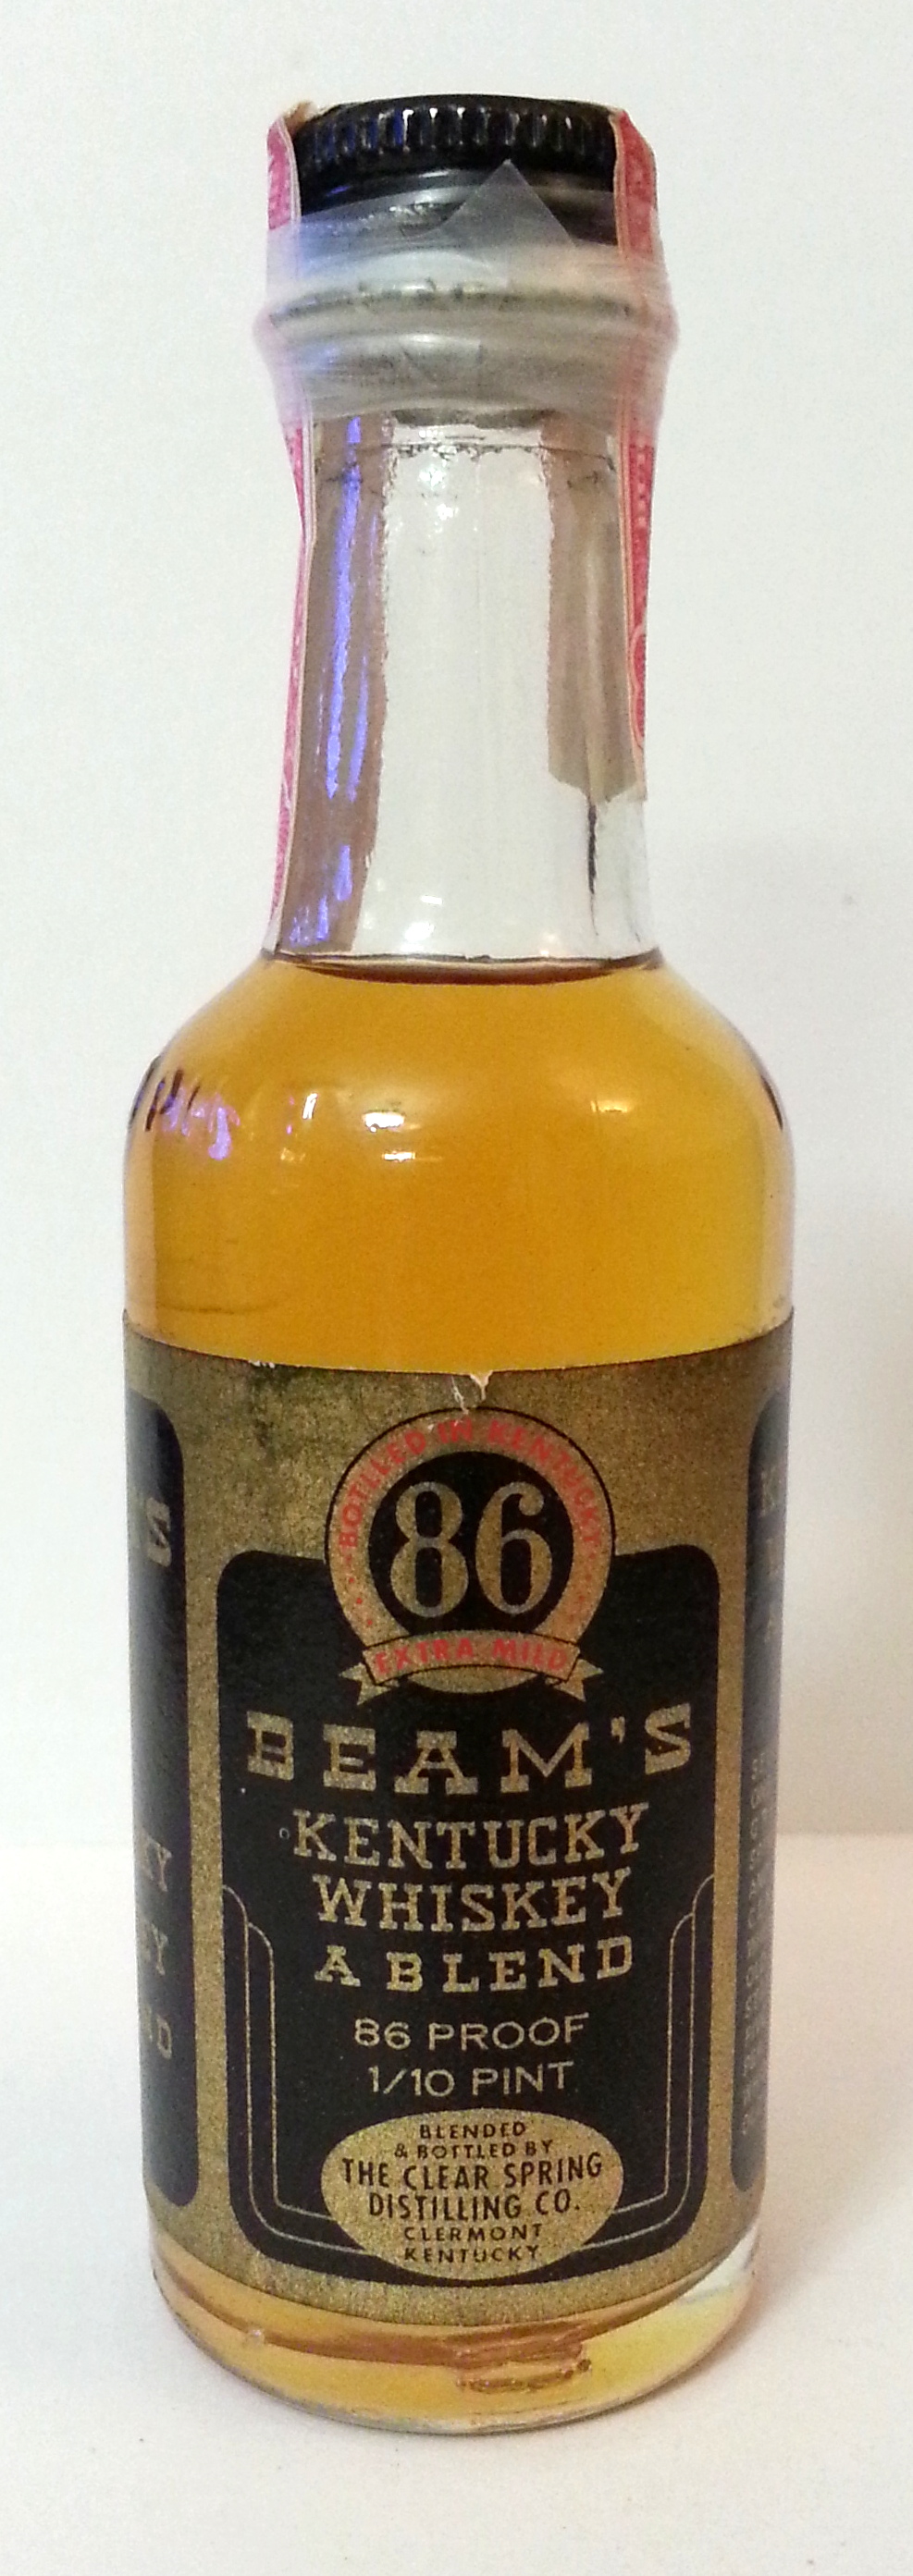 BOTTLED IN KENTUCKY
86
EXTRA MILD
BEAM'S
KENTUCKY
WHISKEY
A BLEND
86 PROOF
1/10 PINT
BLENDED
& BOTTLED BY
THE CLEAR SPRING
DISTILLING CO.
CLERMONT
KENTUCKY